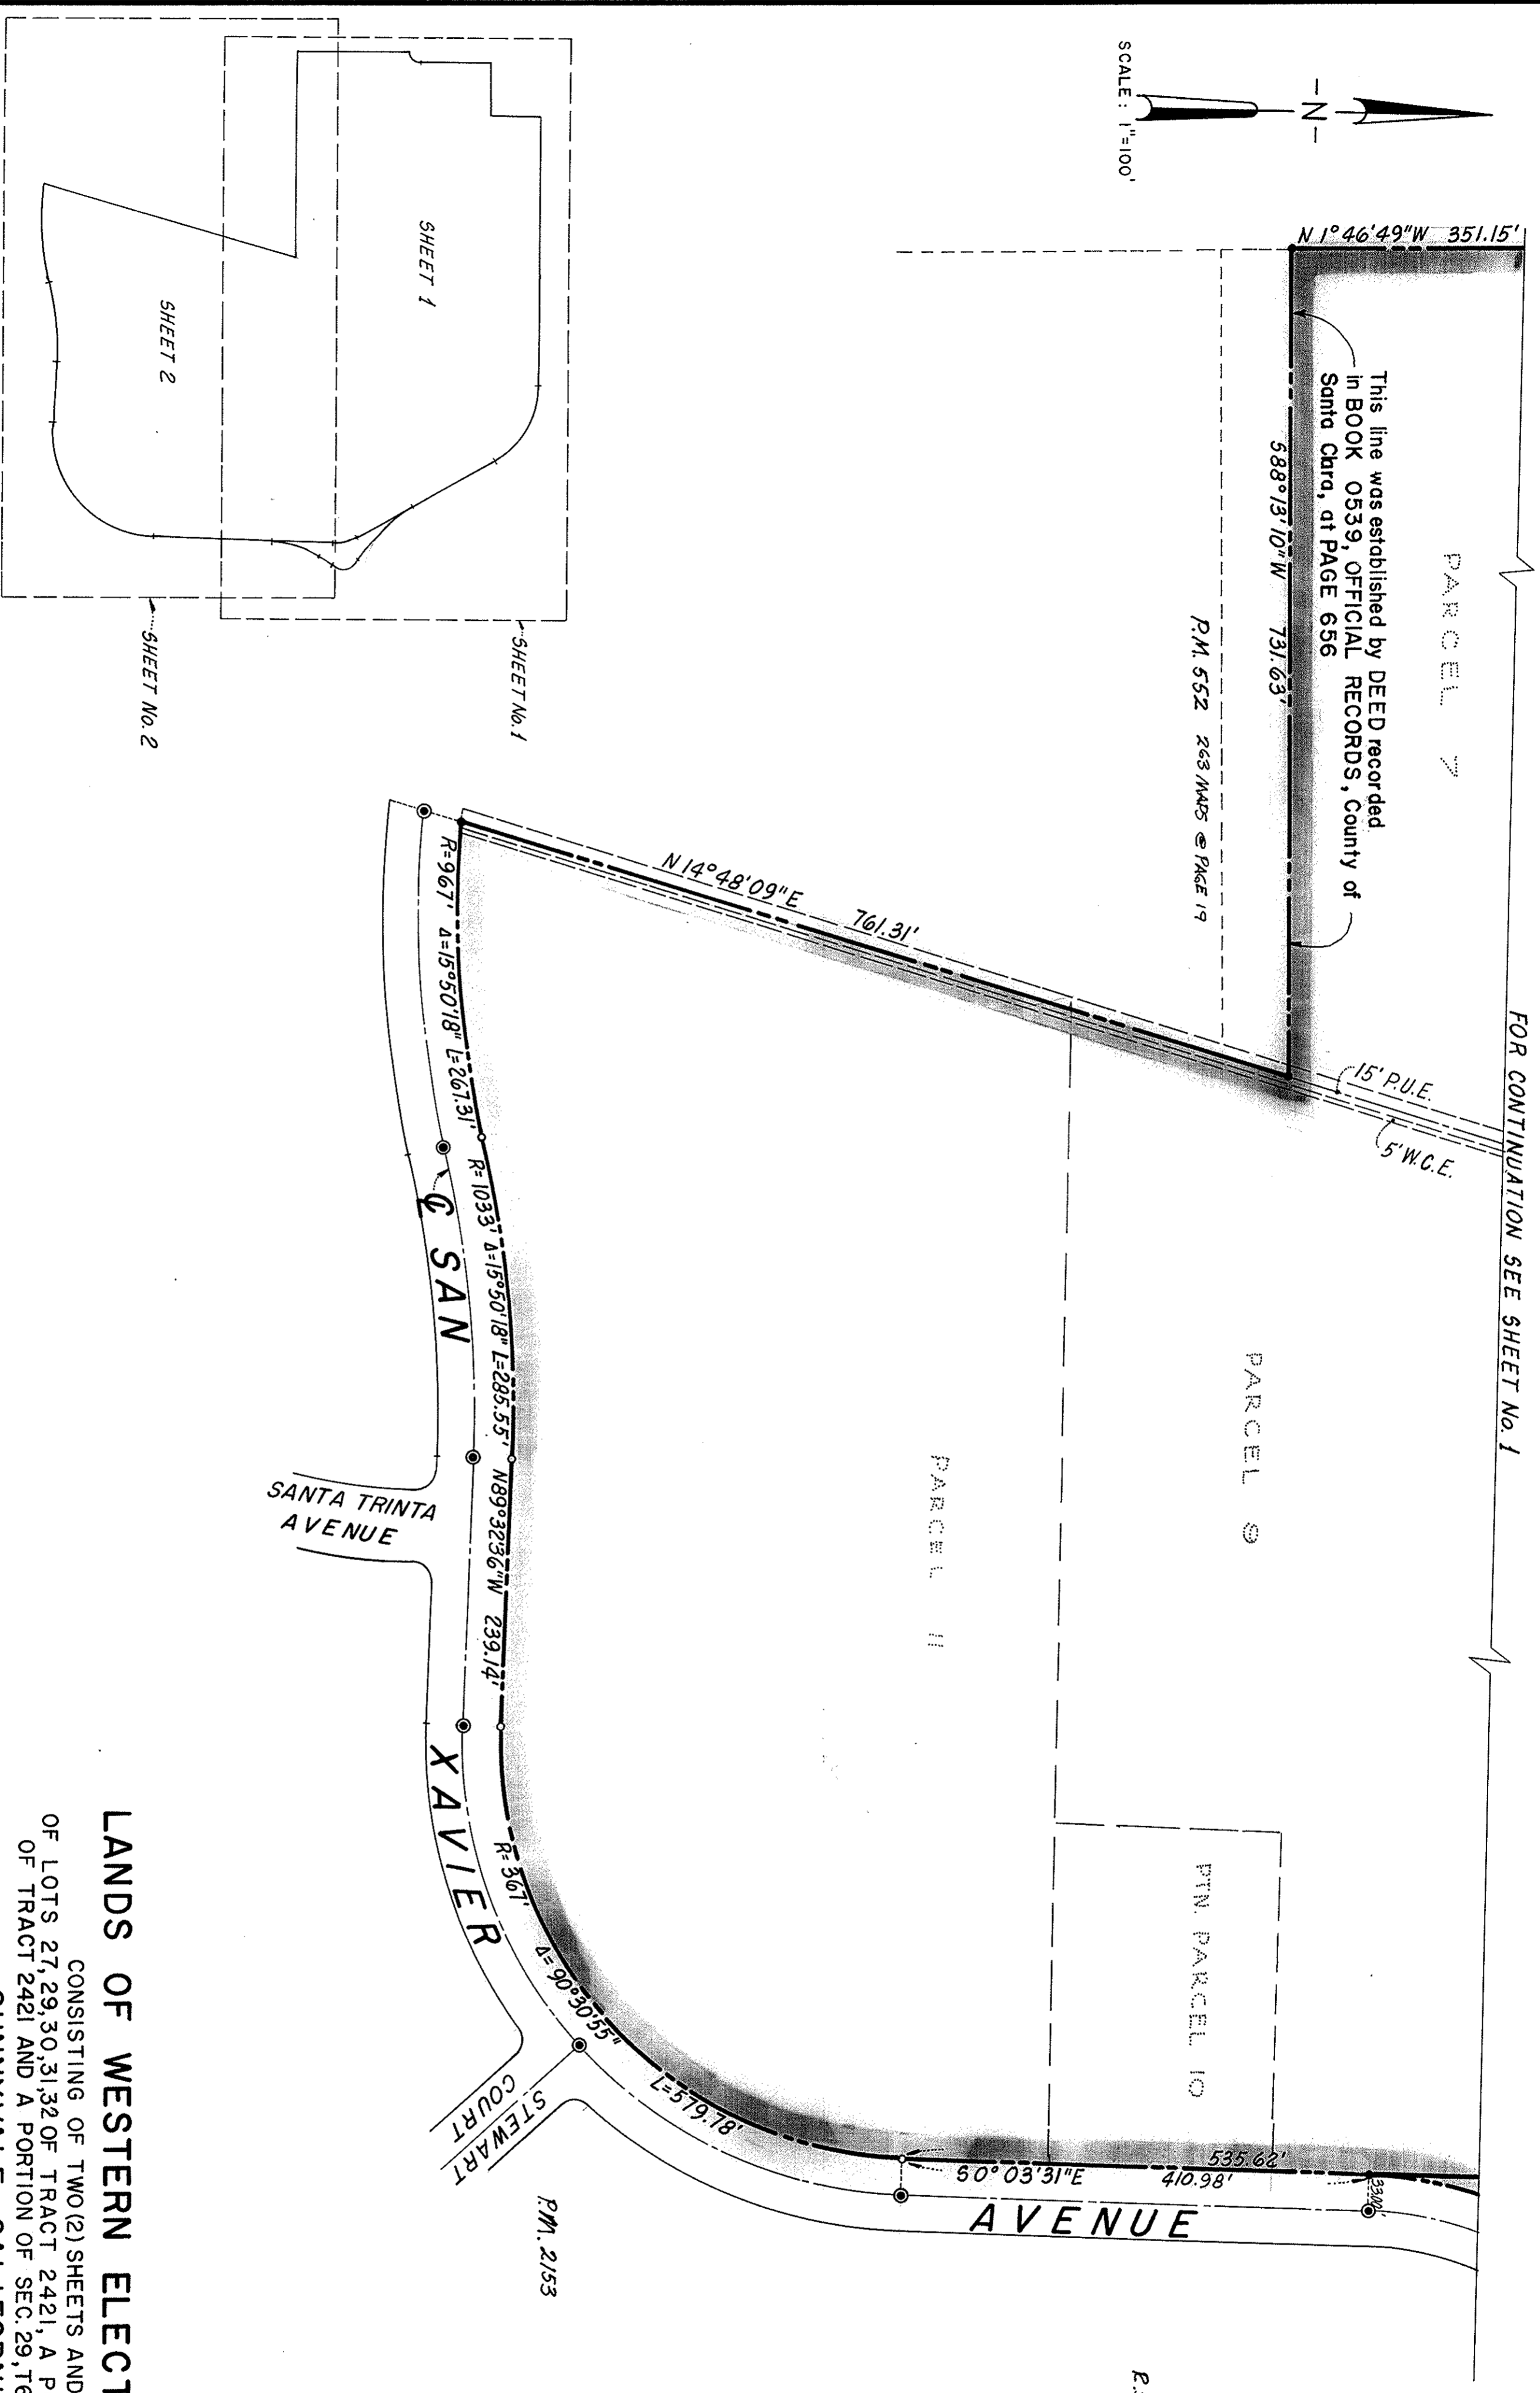 SCALE: 1"=100'
-N-
N 1°46'49"W 351.15'
This line was established by DEED recorded
in BOOK 0539, OFFICIAL RECORDS, County of
Santa Clara, at PAGE 656
S88°13'10"W 731.63'
P.M. 552 263 MAPS @ PAGE 19
PARCEL 7
FOR CONTINUATION SEE SHEET No. 1
15' P.U.E.
5' W.C.E.
N 14°48'09"E 761.31'
PARCEL 9
PARCEL 11
PTN. PARCEL 10
SHEET 1
SHEET 2
SHEET No. 1
SHEET No. 2
R=967' Δ=15°50'18" L=267.31'
R=1033' Δ=15°50'18" L=285.55'
N89°32'36"W 239.14'
R=367'
Δ=90°30'55"
L=579.78'
S0°03'31"E 410.98'
535.62'
33.00'
℄ SAN
XAVIER
AVENUE
SANTA TRINTA
AVENUE
STEWART
COURT
P.M. 2153
LANDS OF WESTERN ELECT
CONSISTING OF TWO(2) SHEETS AND
OF LOTS 27,29,30,31,32 OF TRACT 2421, A P
OF TRACT 2421 AND A PORTION OF SEC. 29, T6